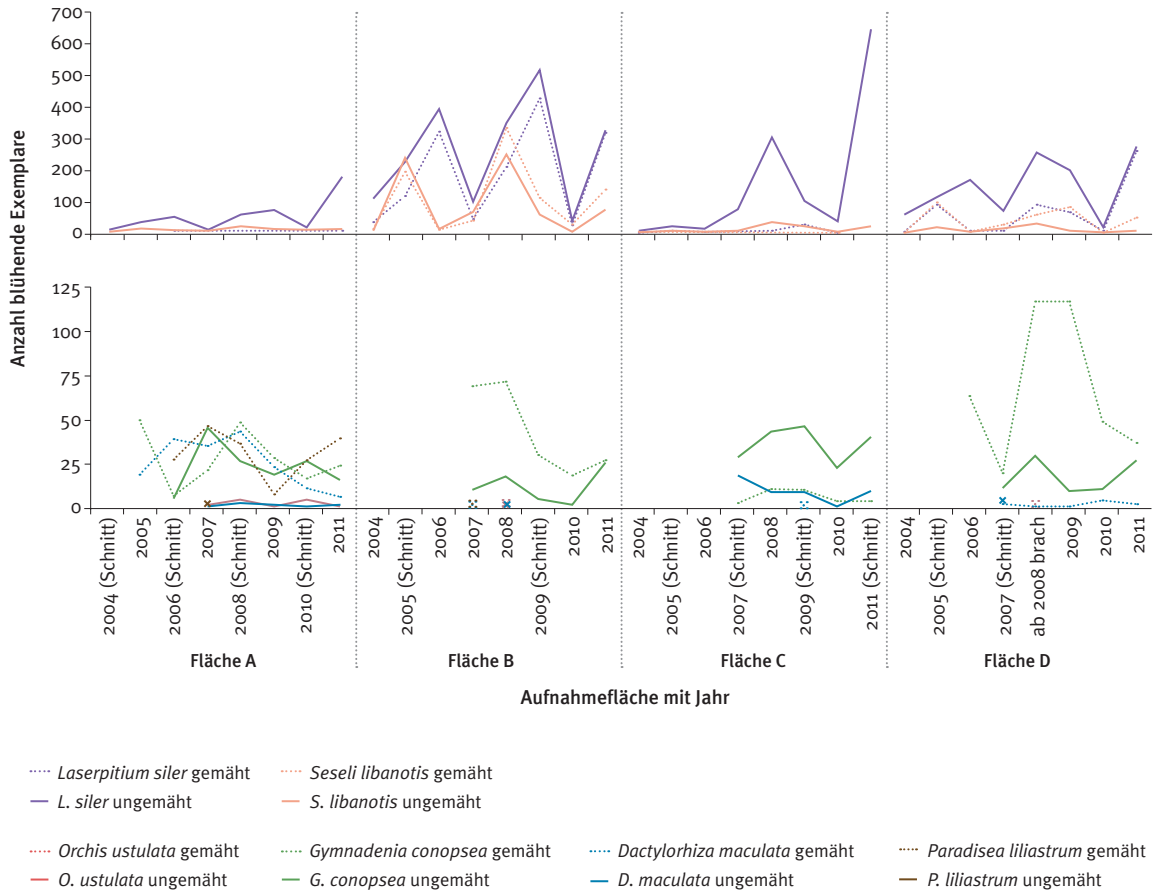 Anzahl blühende Exemplare
700
600
500
400
300
200
100
0
125
100
75
50
25
0
2004 (Schnitt)
2005
2006 (Schnitt)
2007
2008 (Schnitt)
2009
2010 (Schnitt)
2011
2004
2005 (Schnitt)
2006
2007
2008
2009 (Schnitt)
2010
2011
2004
2005 (Schnitt)
2006
2007 (Schnitt)
2008
2009 (Schnitt)
2010
2011 (Schnitt)
2004
2005 (Schnitt)
2006
2007 (Schnitt)
ab 2008 brach
2009
2010
2011
Fläche A
Fläche B
Fläche C
Fläche D
Aufnahmefläche mit Jahr
Laserpitium siler gemäht
Seseli libanotis gemäht
L. siler ungemäht
S. libanotis ungemäht
Orchis ustulata gemäht
Gymnadenia conopsea gemäht
Dactylorhiza maculata gemäht
Paradisea liliastrum gemäht
O. ustulata ungemäht
G. conopsea ungemäht
D. maculata ungemäht
P. liliastrum ungemäht